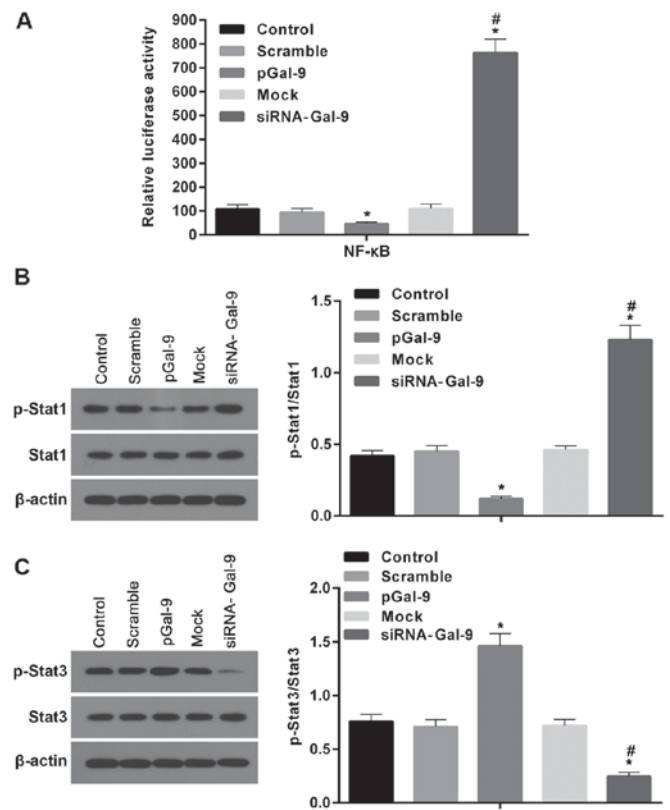 A
Relative luciferase activity
900
800
700
600
500
400
300
200
100
0
Control
Scramble
pGal-9
Mock
siRNA-Gal-9
*
#
*
NF-κB
B
Control
Scramble
pGal-9
Mock
siRNA- Gal-9
p-Stat1
Stat1
β-actin
p-Stat1/Stat1
1.5
1.0
0.5
0.0
Control
Scramble
pGal-9
Mock
siRNA-Gal-9
*
#
*
C
Control
Scramble
pGal-9
Mock
siRNA- Gal-9
p-Stat3
Stat3
β-actin
p-Stat3/Stat3
2.0
1.5
1.0
0.5
0.0
Control
Scramble
pGal-9
Mock
siRNA-Gal-9
*
#
*